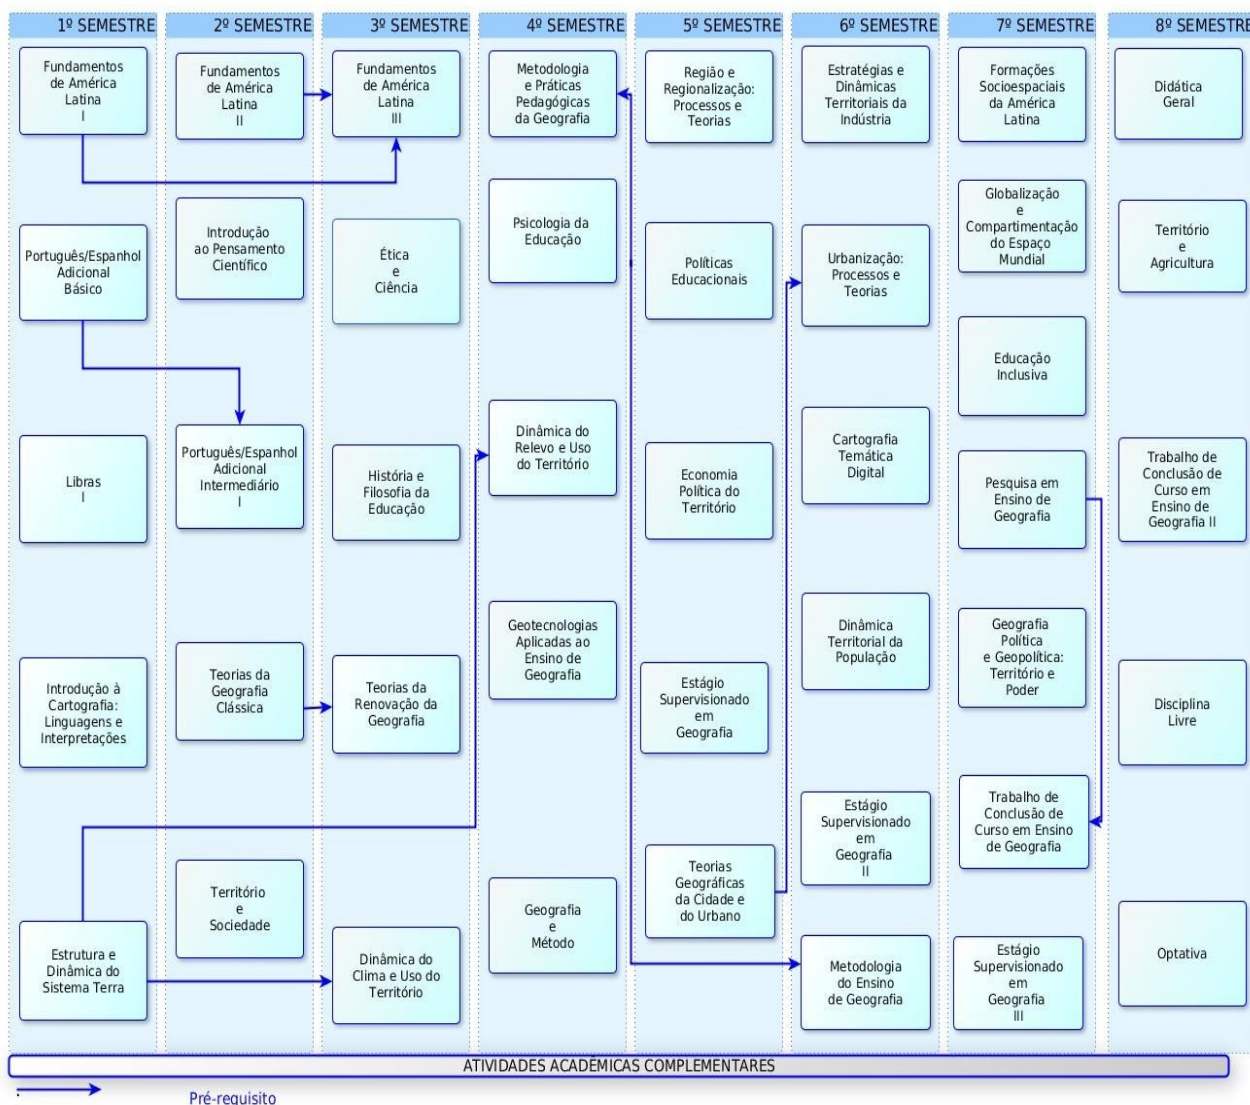 1º SEMESTRE
2º SEMESTRE
3º SEMESTRE
4º SEMESTRE
5º SEMESTRE
6º SEMESTRE
7º SEMESTRE
8º SEMESTRE
Fundamentos
de América
Latina
I
Português/Espanhol
Adicional
Básico
Libras
I
Introdução à
Cartografia:
Linguagens e
Interpretações
Estrutura e
Dinâmica do
Sistema Terra
Fundamentos
de América
Latina
II
Introdução
ao Pensamento
Científico
Português/Espanhol
Adicional
Intermediário
I
Teorias da
Geografia
Clássica
Território
e
Sociedade
Fundamentos
de América
Latina
III
Ética
e
Ciência
História e
Filosofia da
Educação
Teorias da
Renovação da
Geografia
Dinâmica do
Clima e Uso do
Território
Metodologia
e Práticas
Pedagógicas
da Geografia
Psicologia da
Educação
Dinâmica do
Relevo e Uso
do Território
Geotecnologias
Aplicadas ao
Ensino de
Geografia
Geografia
e
Método
Região e
Regionalização:
Processos e
Teorias
Políticas
Educacionais
Economia
Política do
Território
Estágio
Supervisionado
em
Geografia
Teorias
Geográficas
da Cidade e
do Urbano
Estratégias e
Dinâmicas
Territoriais da
Indústria
Urbanização:
Processos e
Teorias
Cartografia
Temática
Digital
Dinâmica
Territorial da
População
Estágio
Supervisionado
em
Geografia
II
Metodologia
do Ensino
de Geografia
Formações
Socioespaciais
da América
Latina
Globalização
e
Compartimentação
do Espaço
Mundial
Educação
Inclusiva
Pesquisa em
Ensino de
Geografia
Geografia
Política
e Geopolítica:
Território e
Poder
Trabalho de
Conclusão de
Curso em Ensino
de Geografia
Estágio
Supervisionado
em
Geografia
III
Didática
Geral
Território
e
Agricultura
Trabalho de
Conclusão de
Curso em
Ensino de
Geografia II
Disciplina
Livre
Optativa
ATIVIDADES ACADÊMICAS COMPLEMENTARES
Pré-requisito